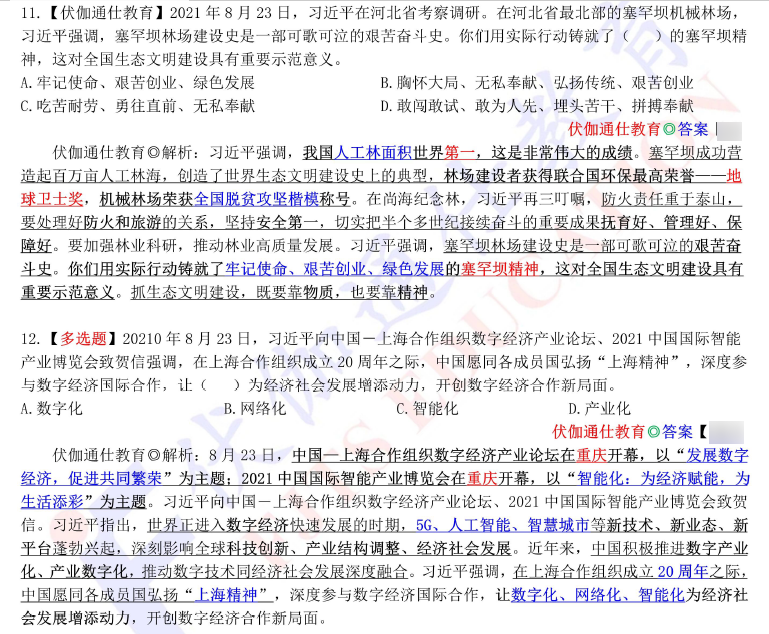 11.【伏伽通仕教育】2021 年 8 月 23 日，习近平在河北省考察调研。在河北省最北部的塞罕坝机械林场，
习近平强调，塞罕坝林场建设史是一部可歌可泣的艰苦奋斗史。你们用实际行动铸就了（　）的塞罕坝精
神，这对全国生态文明建设具有重要示范意义。
A.牢记使命、艰苦创业、绿色发展 B.胸怀大局、无私奉献、弘扬传统、艰苦创业
C.吃苦耐劳、勇往直前、无私奉献 D.敢闯敢试、敢为人先、埋头苦干、拼搏奉献
伏伽通仕教育◎答案
伏伽通仕教育◎解析：习近平强调，我国人工林面积世界第一，这是非常伟大的成绩。塞罕坝成功营
造起百万亩人工林海，创造了世界生态文明建设史上的典型，林场建设者获得联合国环保最高荣誉——地
球卫士奖，机械林场荣获全国脱贫攻坚楷模称号。在尚海纪念林，习近平再三叮嘱，防火责任重于泰山，
要处理好防火和旅游的关系，坚持安全第一，切实把半个多世纪接续奋斗的重要成果抚育好、管理好、保
障好。要加强林业科研，推动林业高质量发展。习近平强调，塞罕坝林场建设史是一部可歌可泣的艰苦奋
斗史。你们用实际行动铸就了牢记使命、艰苦创业、绿色发展的塞罕坝精神，这对全国生态文明建设具有
重要示范意义。抓生态文明建设，既要靠物质，也要靠精神。
12.【多选题】20210 年 8 月 23 日，习近平向中国－上海合作组织数字经济产业论坛、2021 中国国际智能
产业博览会致贺信强调，在上海合作组织成立 20 周年之际，中国愿同各成员国弘扬“上海精神”，深度参
与数字经济国际合作，让（　）为经济社会发展增添动力，开创数字经济合作新局面。
A.数字化 B.网络化 C.智能化 D.产业化
伏伽通仕教育◎答案【
伏伽通仕教育◎解析：8 月 23 日，中国—上海合作组织数字经济产业论坛在重庆开幕，以“发展数字
经济，促进共同繁荣”为主题；2021 中国国际智能产业博览会在重庆开幕，以“智能化：为经济赋能，为
生活添彩”为主题。习近平向中国－上海合作组织数字经济产业论坛、2021 中国国际智能产业博览会致贺
信。习近平指出，世界正进入数字经济快速发展的时期，5G、人工智能、智慧城市等新技术、新业态、新
平台蓬勃兴起，深刻影响全球科技创新、产业结构调整、经济社会发展。近年来，中国积极推进数字产业
化、产业数字化，推动数字技术同经济社会发展深度融合。习近平强调，在上海合作组织成立 20 周年之际，
中国愿同各成员国弘扬“上海精神”，深度参与数字经济国际合作，让数字化、网络化、智能化为经济社
会发展增添动力，开创数字经济合作新局面。